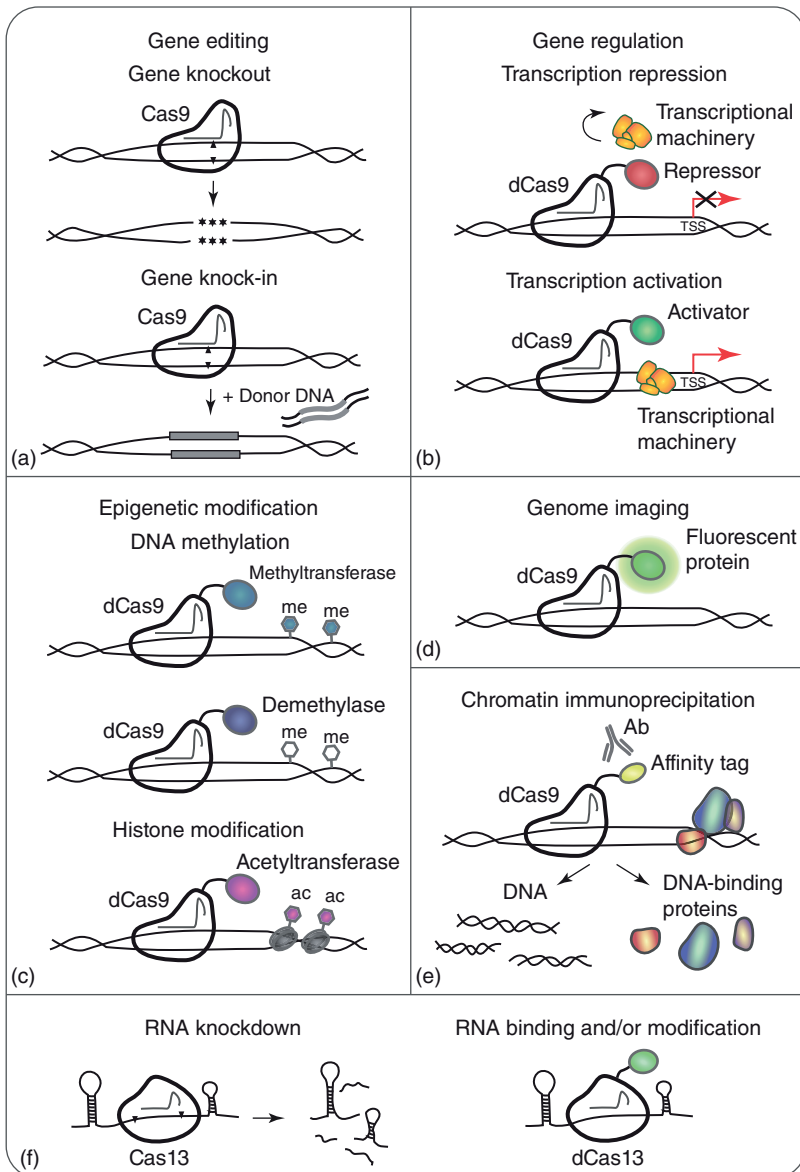 Gene editing
Gene knockout
Cas9
Gene knock-in
Cas9
+ Donor DNA
(a)
Gene regulation
Transcription repression
Transcriptional
machinery
Repressor
dCas9
TSS
Transcription activation
Activator
dCas9
TSS
Transcriptional
machinery
(b)
Epigenetic modification
DNA methylation
Methyltransferase
dCas9
me
me
Demethylase
dCas9
me
me
Histone modification
Acetyltransferase
dCas9
ac
ac
(c)
Genome imaging
Fluorescent
protein
dCas9
(d)
Chromatin immunoprecipitation
Ab
Affinity tag
dCas9
DNA
DNA-binding
proteins
(e)
RNA knockdown
Cas13
RNA binding and/or modification
dCas13
(f)